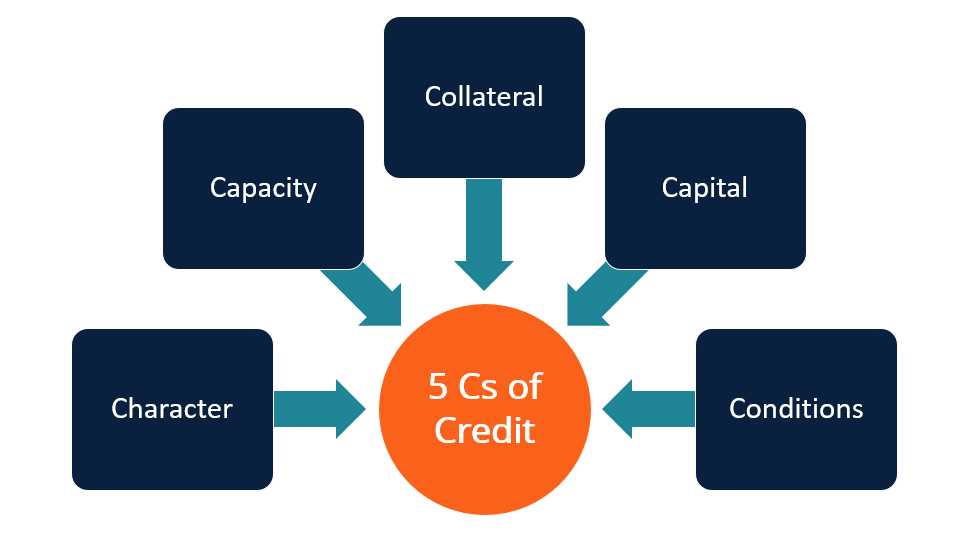 Collateral
Capacity
Capital
Character
5 Cs of
Credit
Conditions